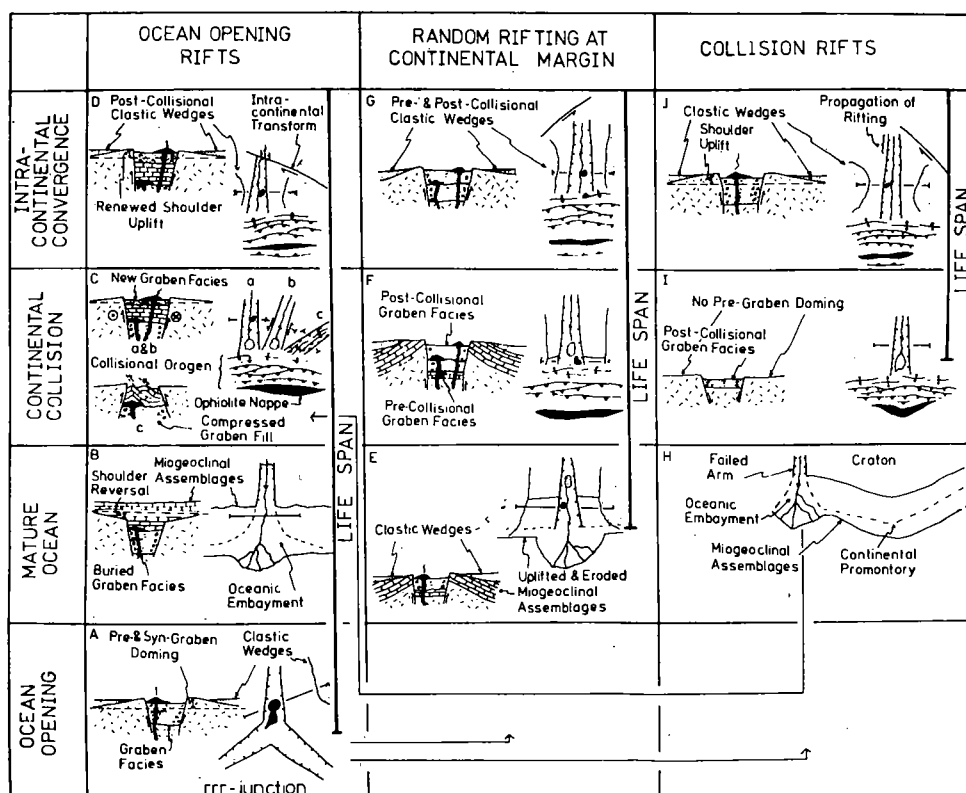 OCEAN OPENING
RIFTS
RANDOM RIFTING AT
CONTINENTAL MARGIN
COLLISION RIFTS
INTRA-
CONTINENTAL
CONVERGENCE
D
Post-Collisional
Clastic Wedges
Intra-
continental
Transform
Renewed Shoulder
Uplift
G
Pre- & Post-Collisional
Clastic Wedges
J
Clastic Wedges
Shoulder
Uplift
Propagation of
Rifting
LIFE SPAN
CONTINENTAL
COLLISION
C
New Graben Facies
a
b
c
a&b
Collisional Orogen
Ophiolite Nappe
c
Compressed
Graben Fill
F
Post-Collisional
Graben Facies
Pre-Collisional
Graben Facies
LIFE SPAN
I
No Pre-Graben Doming
Post-Collisional
Graben Facies
MATURE
OCEAN
B
Miogeoclinal
Assemblages
Shoulder
Reversal
Buried
Graben Facies
Oceanic
Embayment
LIFE SPAN
E
Clastic Wedges
Uplifted & Eroded
Miogeoclinal
Assemblages
H
Failed
Arm
Craton
Oceanic
Embayment
Miogeoclinal
Assemblages
Continental
Promontory
OCEAN
OPENING
A
Pre-& Syn-Graben
Doming
Clastic
Wedges
Graben
Facies
rrr-junction